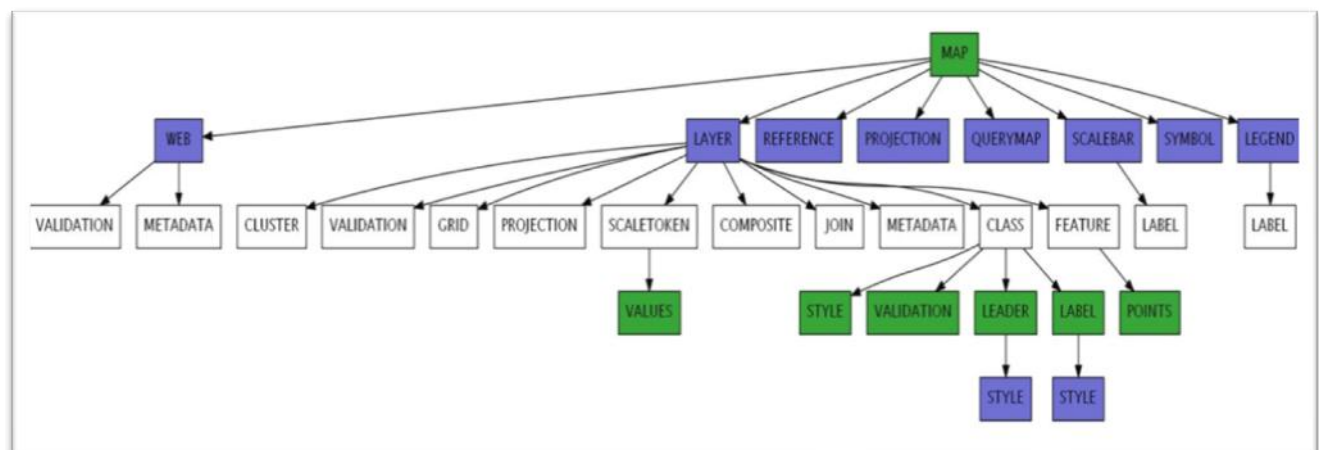 MAP
WEB LAYER REFERENCE PROJECTION QUERYMAP SCALEBAR SYMBOL LEGEND
VALIDATION METADATA CLUSTER VALIDATION GRID PROJECTION SCALETOKEN COMPOSITE JOIN METADATA CLASS FEATURE LABEL LABEL
VALUES STYLE VALIDATION LEADER LABEL POINTS
STYLE STYLE